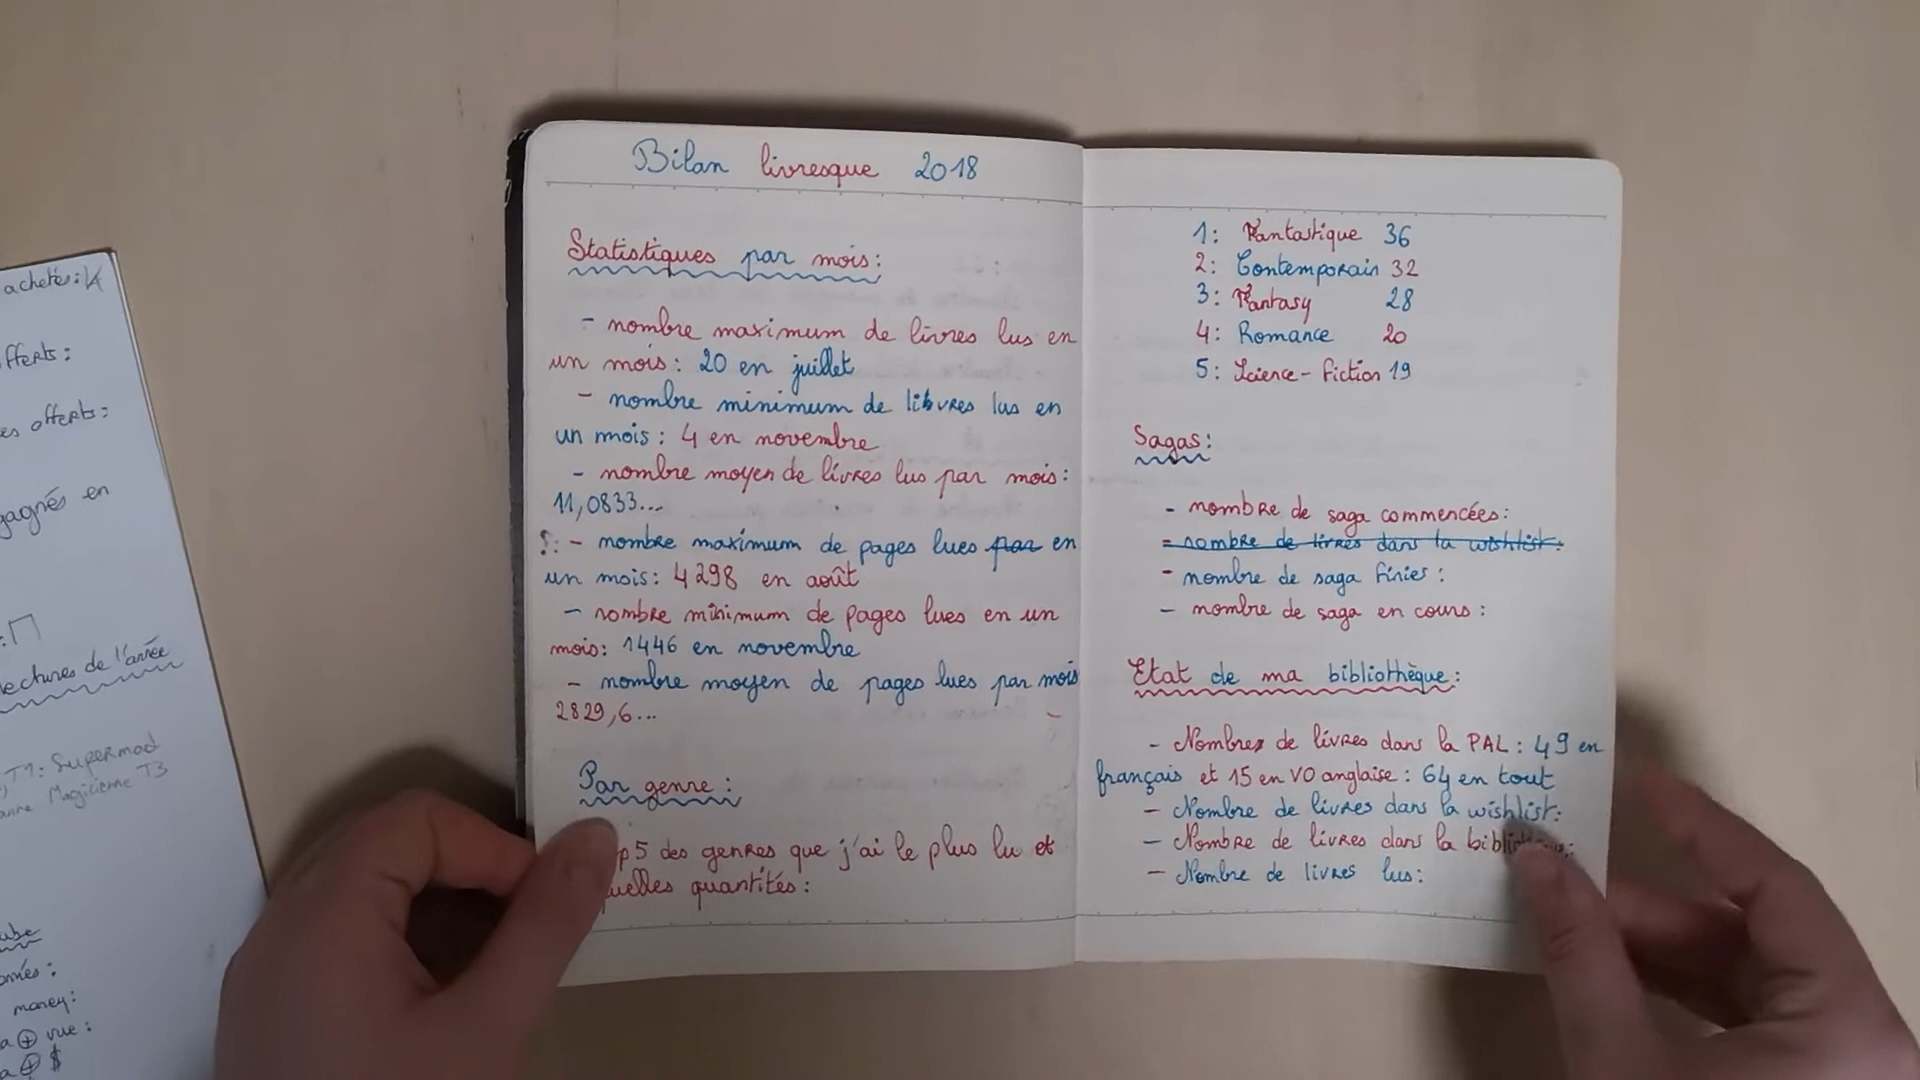 achetés:
offerts:
es offerts:
gagnés en
lectures de l'année
T1: Supermad
anne Magicienne T3
money:
vue:
$
Bilan livresque 2018
Statistiques par mois:
- nombre maximum de livres lus en
un mois: 20 en juillet
- nombre minimum de livres lus en
un mois: 4 en novembre
- nombre moyen de livres lus par mois:
11,0833...
- nombre maximum de pages lues par en
un mois: 4298 en août
- nombre minimum de pages lues en un
mois: 1446 en novembre
- nombre moyen de pages lues par mois
2829,6...
Par genre:
p5 des genres que j'ai le plus lu et
quelles quantités:
1: Fantastique 36
2: Contemporain 32
3: Fantasy 28
4: Romance 20
5: Science-fiction 19
Sagas:
- nombre de saga commencées:
- nombre de livres dans la wishlist:
- nombre de saga finies:
- nombre de saga en cours:
Etat de ma bibliothèque:
- Nombres de livres dans la PAL: 49 en
français et 15 en VO anglaise: 64 en tout
- Nombre de livres dans la wishlist:
- Nombre de livres dans la
- Nombre de livres lus: